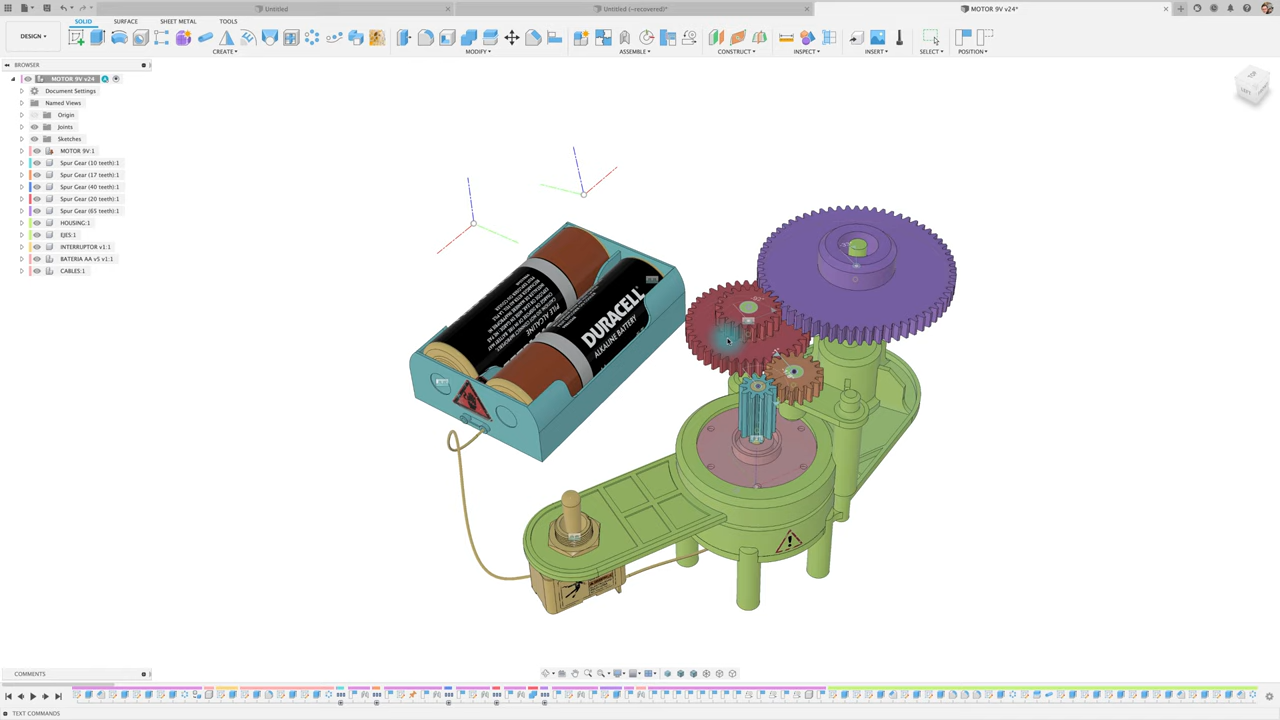 Untitled
Untitled (~recovered)*
MOTOR 9V v24*
DESIGN
SOLID
SURFACE
SHEET METAL
TOOLS
CREATE
MODIFY
ASSEMBLE
CONSTRUCT
INSPECT
INSERT
SELECT
POSITION
BROWSER
MOTOR 9V v24
Document Settings
Named Views
Origin
Joints
Sketches
MOTOR 9V:1
Spur Gear (10 teeth):1
Spur Gear (17 teeth):1
Spur Gear (40 teeth):1
Spur Gear (20 teeth):1
Spur Gear (65 teeth):1
HOUSING:1
EJES:1
INTERRUPTOR v1:1
BATERIA AA v5 v1:1
CABLES:1
TOP
LEFT
DURACELL
ALKALINE BATTERY
PILE ALCALINE
COMMENTS
TEXT COMMANDS